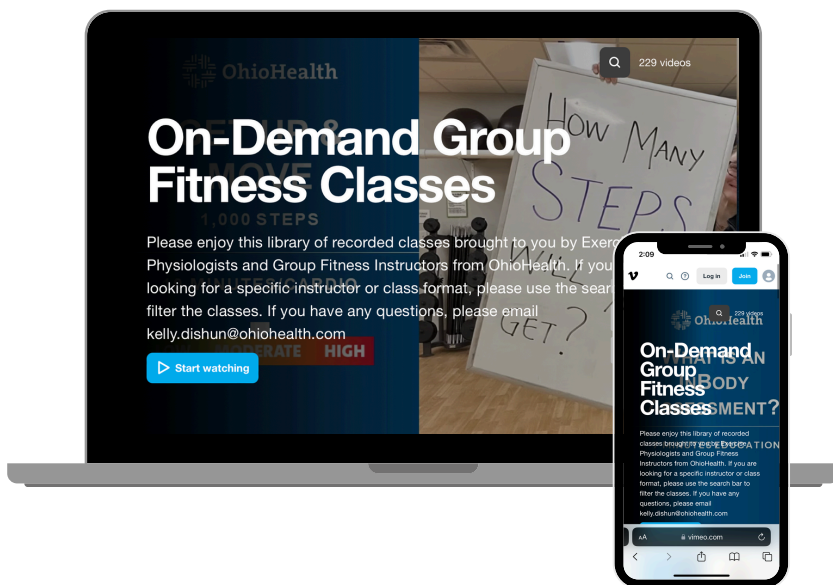 OhioHealth
229 videos
On-Demand Group
Fitness Classes
MOVE
1,000 STEPS
HOW MANY
STEPS
WILL
GET?
Please enjoy this library of recorded classes brought to you by Exerc
Physiologists and Group Fitness Instructors from OhioHealth. If you
looking for a specific instructor or class format, please use the sear
filter the classes. If you have any questions, please email
kelly.dishun@ohiohealth.com
MODERATE HIGH
Start watching
2:09
Log in
Join
229 videos
OhioHealth
On-Demand
Group
Fitness
Classes
WHAT IS AN
INBODY
ASSESSMENT?
Please enjoy this library of recorded
classes brought to you by Exercise
Physiologists and Group Fitness
Instructors from OhioHealth. If you are
looking for a specific instructor or class
format, please use the search bar to
filter the classes. If you have any
questions, please email
kelly.dishun@ohiohealth.com
EDUCATION
AA
vimeo.com